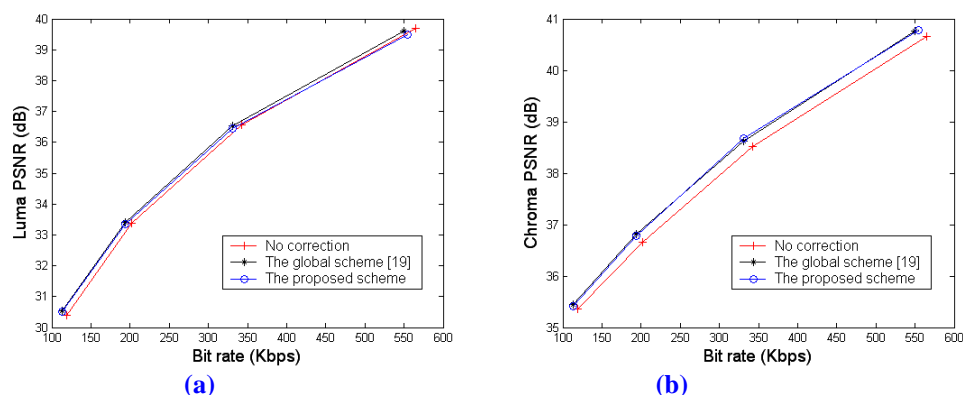 40
39
38
37
36
35
34
33
32
31
30
Luma PSNR (dB)
No correction
The global scheme [19]
The proposed scheme
100 150 200 250 300 350 400 450 500 550 600
Bit rate (Kbps)
(a)
41
40
39
38
37
36
35
Chroma PSNR (dB)
No correction
The global scheme [19]
The proposed scheme
100 150 200 250 300 350 400 450 500 550 600
Bit rate (Kbps)
(b)